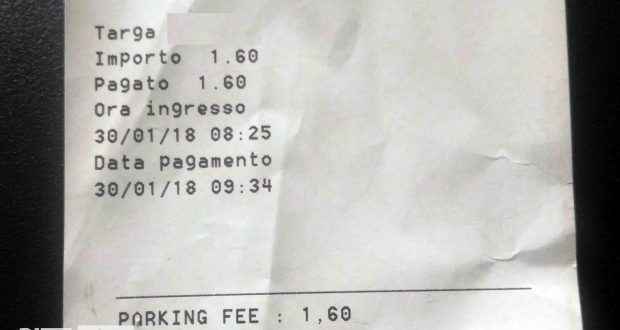 Targa
Importo 1.60
Pagato 1.60
Ora ingresso
30/01/18 08:25
Data pagamento
30/01/18 09:34
PARKING FEE : 1,60